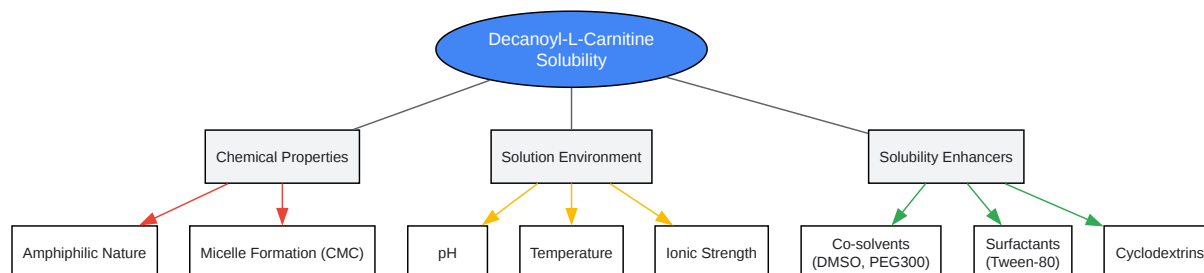 Decanoyl-L-Carnitine
Solubility
Chemical Properties
Solution Environment
Solubility Enhancers
Amphiphilic Nature
Micelle Formation (CMC)
pH
Temperature
Ionic Strength
Co-solvents
(DMSO, PEG300)
Surfactants
(Tween-80)
Cyclodextrins